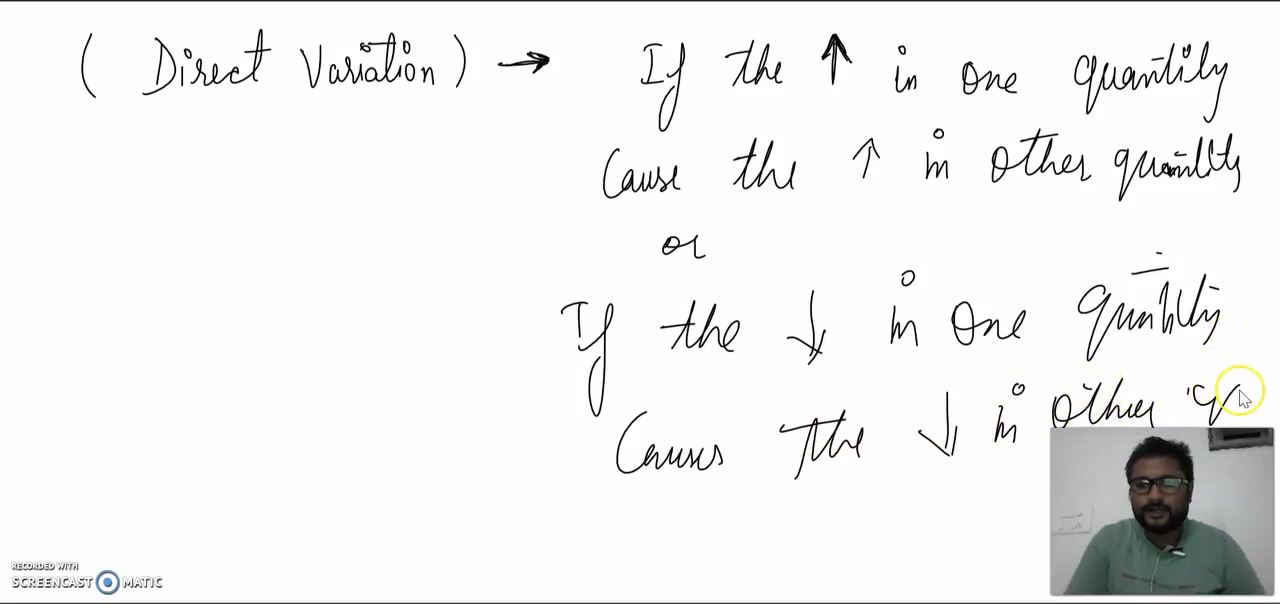 ( Direct Variation ) → If the ↑ in one quantity
Cause the ↑ in other quantity
or
If the ↓ in one quantity
Causes the ↓ in other q
RECORDED WITH
SCREENCAST MATIC